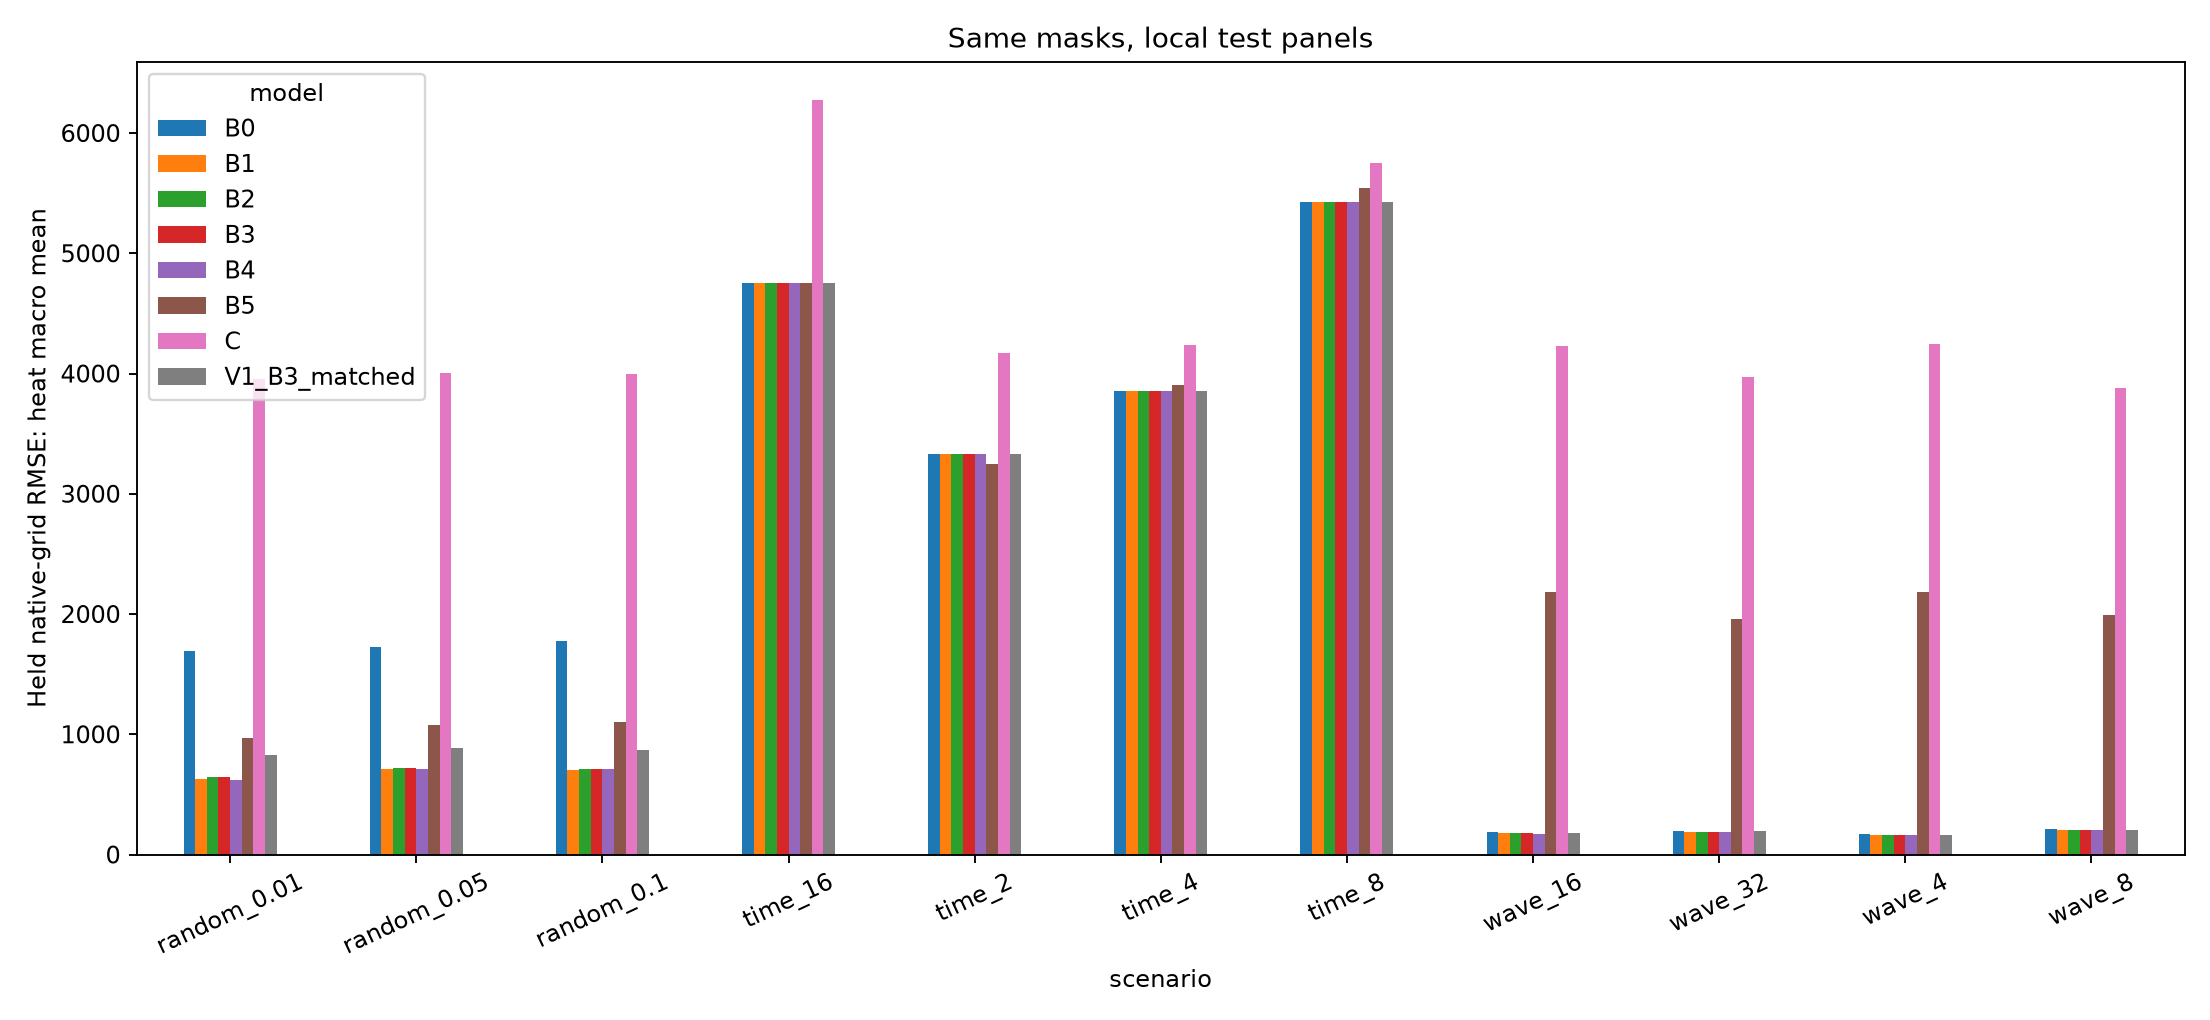 Same masks, local test panels
Held native-grid RMSE: heat macro mean
6000
5000
4000
3000
2000
1000
0
model
B0
B1
B2
B3
B4
B5
C
V1_B3_matched
random_0.01
random_0.05
random_0.1
time_16
time_2
time_4
time_8
wave_16
wave_32
wave_4
wave_8
scenario